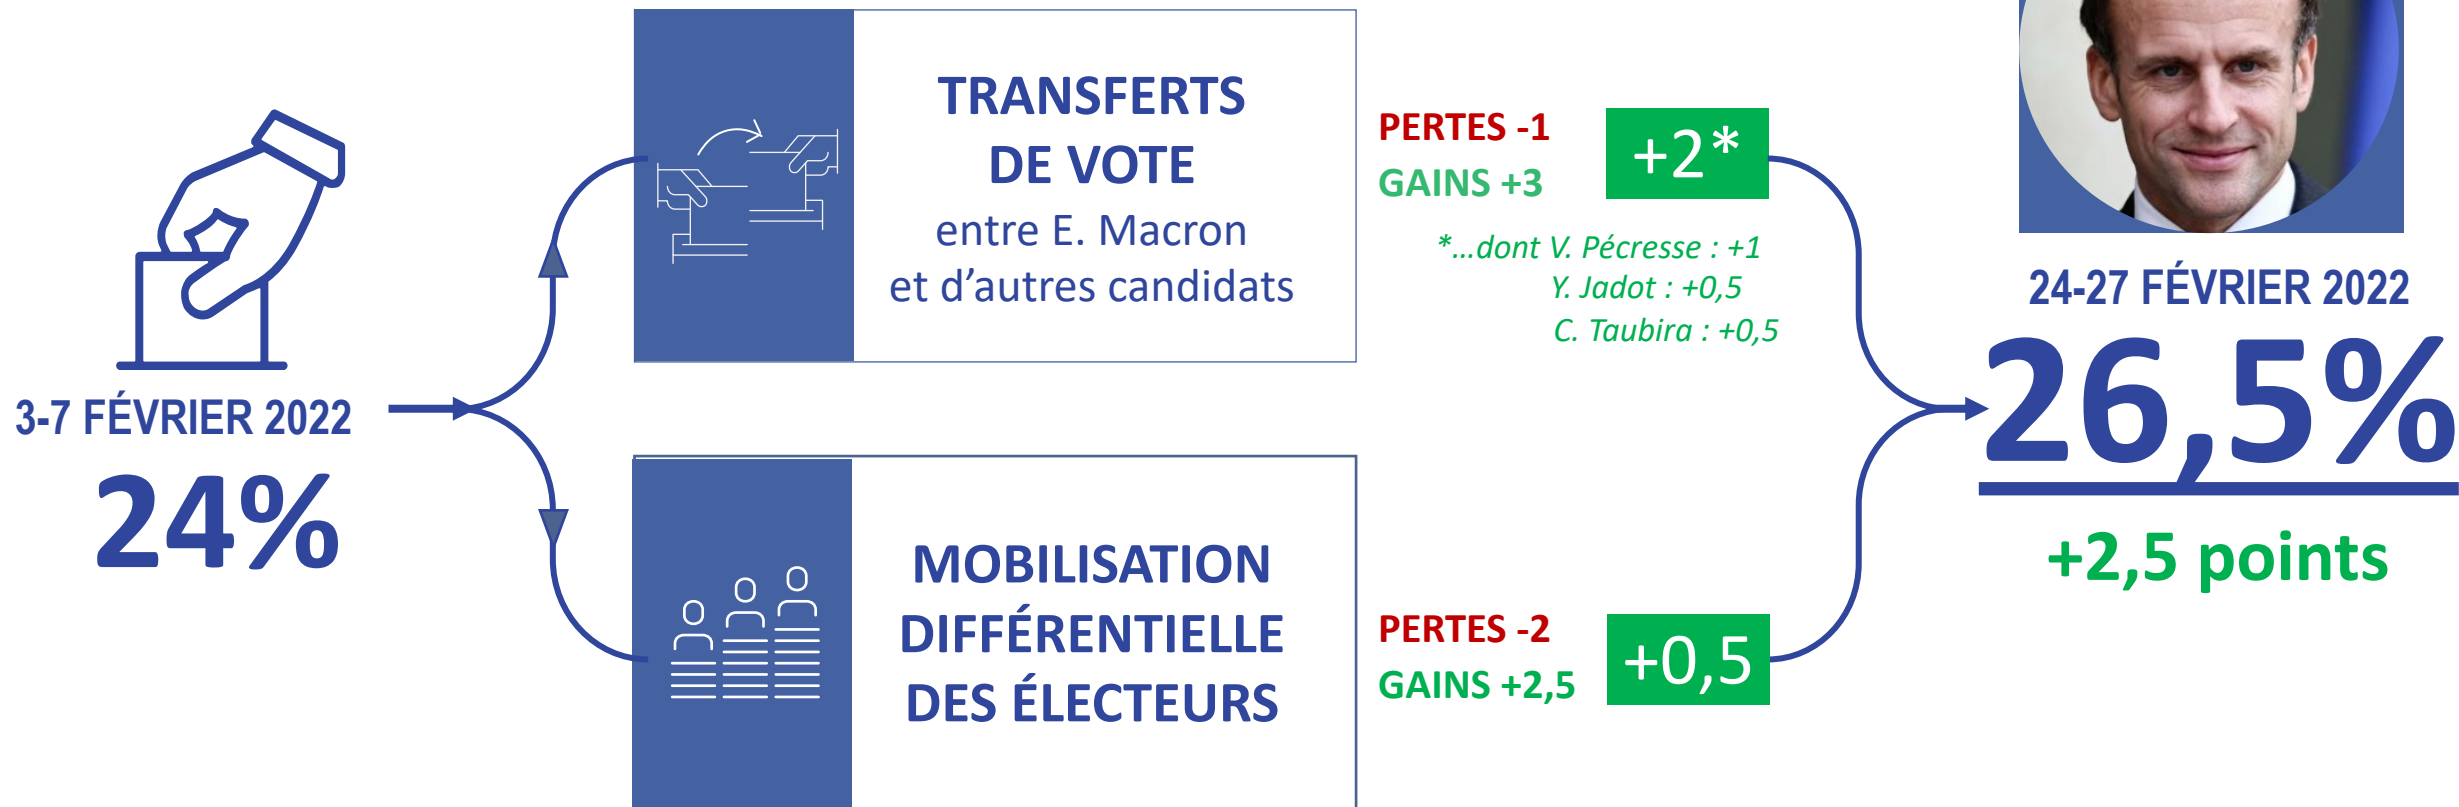 3-7 FÉVRIER 2022
24%
TRANSFERTS
DE VOTE
entre E. Macron
et d’autres candidats
PERTES -1
GAINS +3
+2*
*...dont V. Pécresse : +1
Y. Jadot : +0,5
C. Taubira : +0,5
MOBILISATION
DIFFÉRENTIELLE
DES ÉLECTEURS
PERTES -2
GAINS +2,5
+0,5
24-27 FÉVRIER 2022
26,5%
+2,5 points